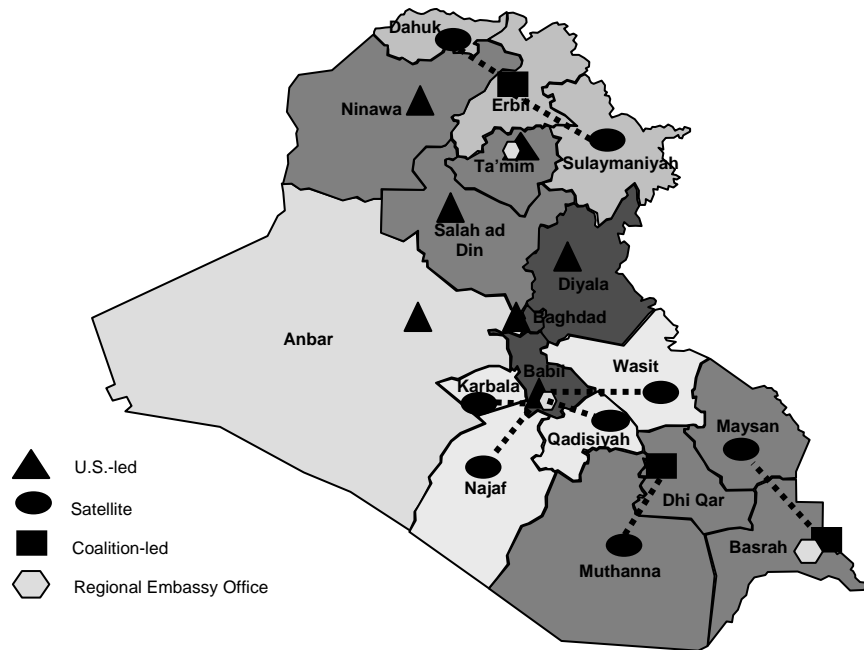 Dahuk
Ninawa
Erbil
Ta'mim
Sulaymaniyah
Salah ad
Din
Diyala
Baghdad
Anbar
Wasit
Babil
Karbala
Maysan
Qadisiyah
Najaf
Dhi Qar
Basrah
Muthanna
U.S.-led
Satellite
Coalition-led
Regional Embassy Office